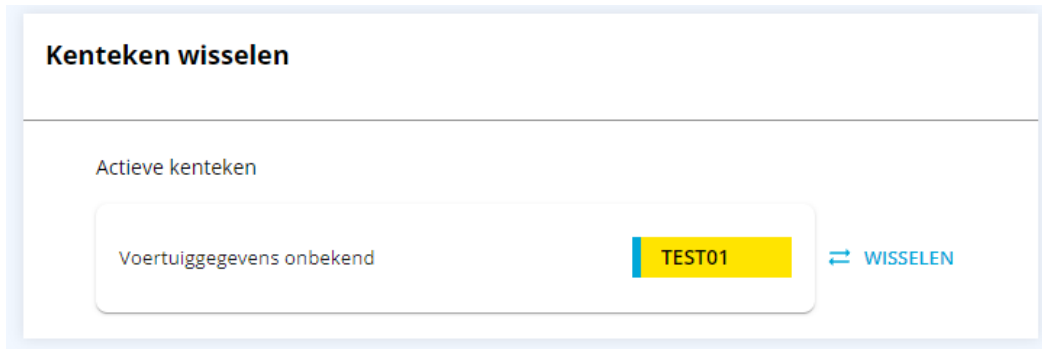 Kenteken wisselen
Actieve kenteken
Voertuiggegevens onbekend TEST01 WISSELEN